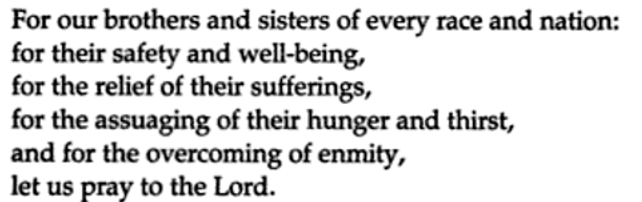 For our brothers and sisters of every race and nation:
for their safety and well-being,
for the relief of their sufferings,
for the assuaging of their hunger and thirst,
and for the overcoming of enmity,
let us pray to the Lord.